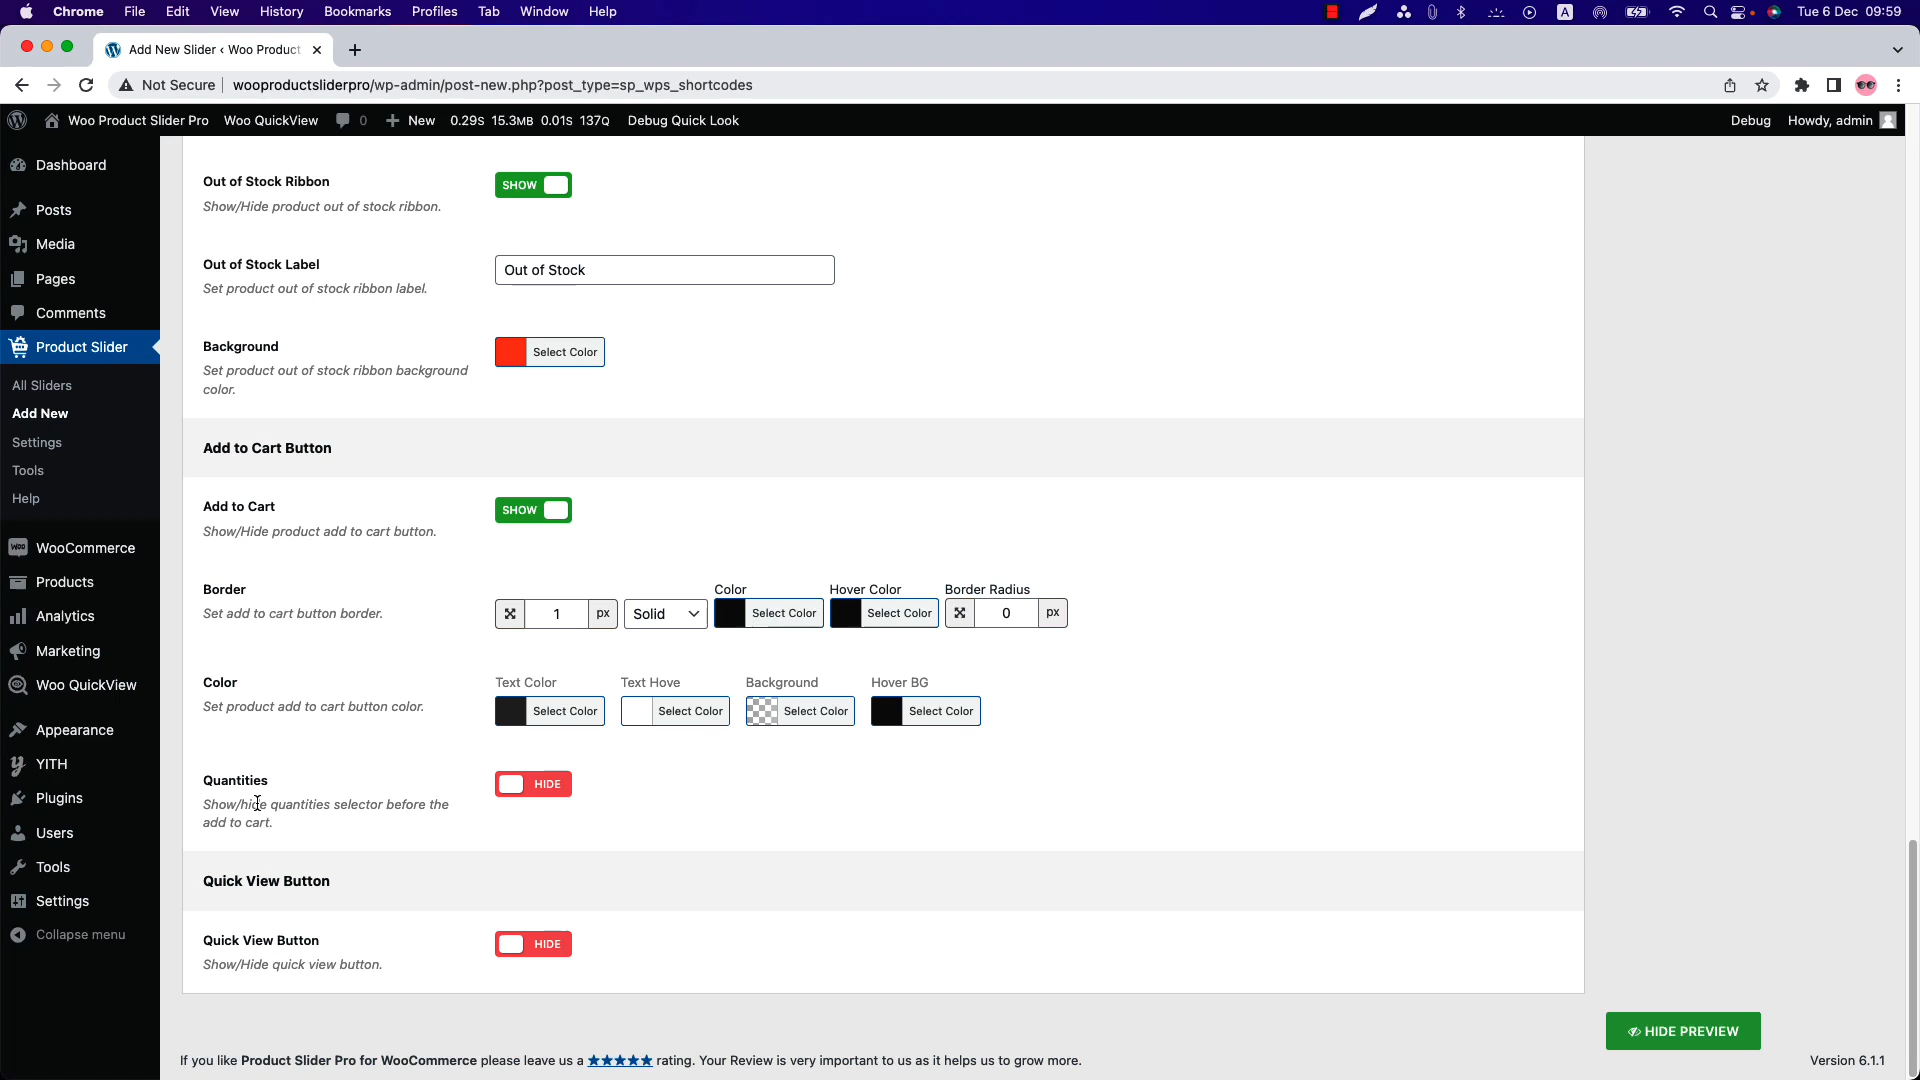 Chrome File Edit View History Bookmarks Profiles Tab Window Help A Tue 6 Dec 09:59
Add New Slider ‹ Woo Product
Not Secure wooproductsliderpro/wp-admin/post-new.php?post_type=sp_wps_shortcodes
Woo Product Slider Pro Woo QuickView 0 New 0.29S 15.3MB 0.01S 137Q Debug Quick Look Debug Howdy, admin
Dashboard
Posts
Media
Pages
Comments
Product Slider
All Sliders
Add New
Settings
Tools
Help
WooCommerce
Products
Analytics
Marketing
Woo QuickView
Appearance
YITH
Plugins
Users
Tools
Settings
Collapse menu
Out of Stock Ribbon SHOW
Show/Hide product out of stock ribbon.
Out of Stock Label Out of Stock
Set product out of stock ribbon label.
Background Select Color
Set product out of stock ribbon background
color.
Add to Cart Button
Add to Cart SHOW
Show/Hide product add to cart button.
Border Color Hover Color Border Radius
Set add to cart button border. 1 px Solid Select Color Select Color 0 px
Color Text Color Text Hove Background Hover BG
Set product add to cart button color. Select Color Select Color Select Color Select Color
Quantities HIDE
Show/hide quantities selector before the
add to cart.
Quick View Button
Quick View Button HIDE
Show/Hide quick view button.
HIDE PREVIEW
If you like Product Slider Pro for WooCommerce please leave us a ★★★★★ rating. Your Review is very important to us as it helps us to grow more. Version 6.1.1